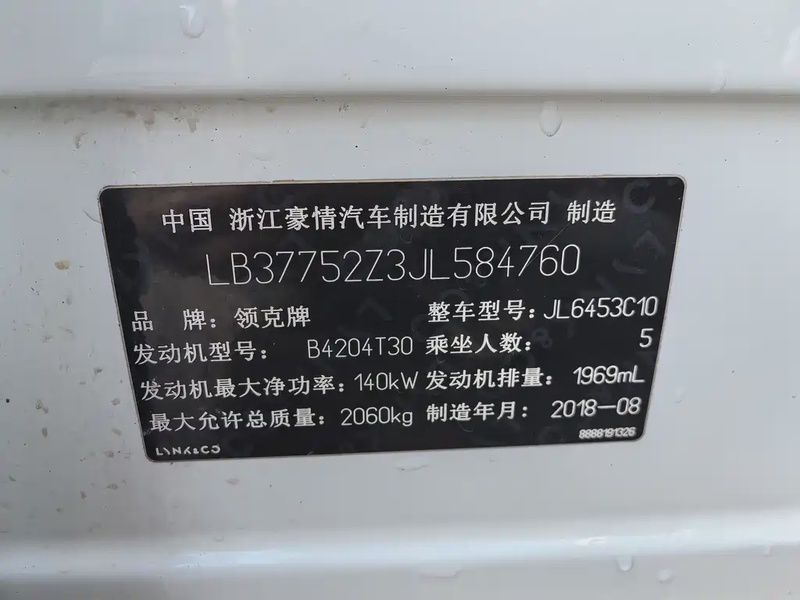 中国 浙江豪情汽车制造有限公司 制造
LB37752Z3JL584760
品 牌：领克牌 整车型号：JL6453C10
发动机型号： B4204T30 乘坐人数： 5
发动机最大净功率：140kW 发动机排量：1969mL
最大允许总质量：2060kg 制造年月：2018-08
LYNK&CO 8888191326